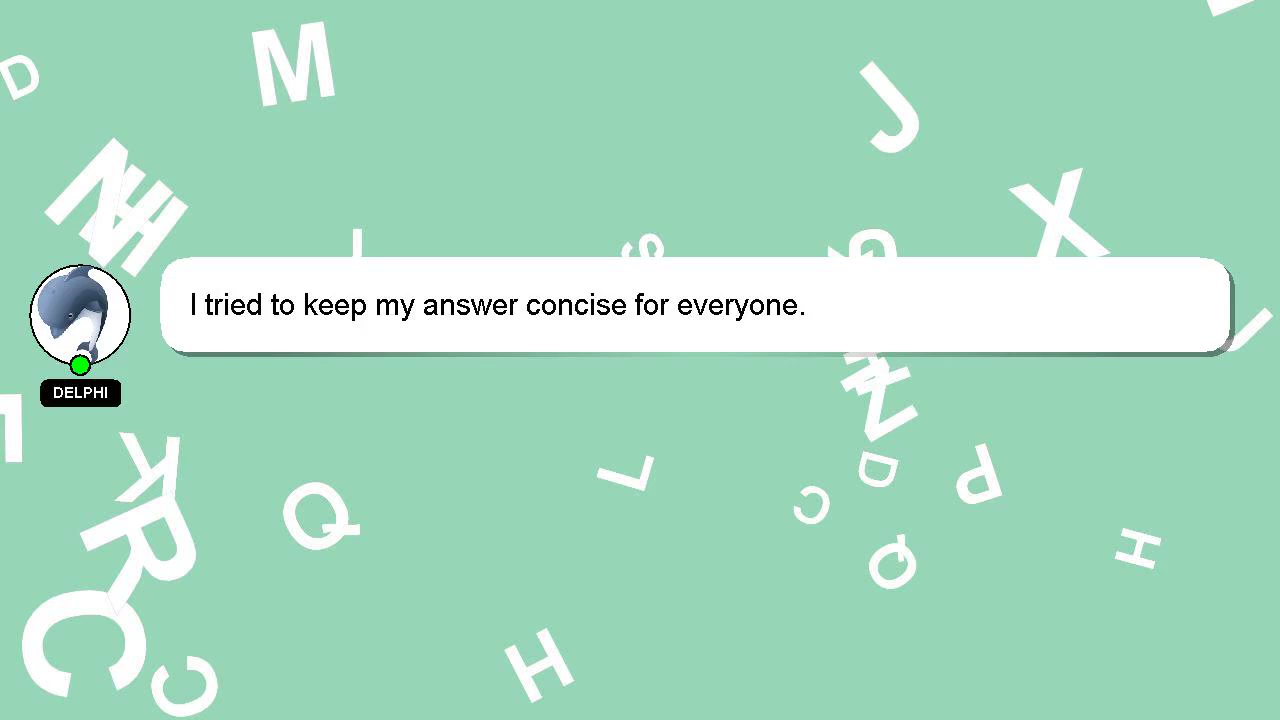 I tried to keep my answer concise for everyone.
DELPHI
D
M
J
N
H
X
S
G
N
D
P
L
C
Q
Q
H
R
C
C
H